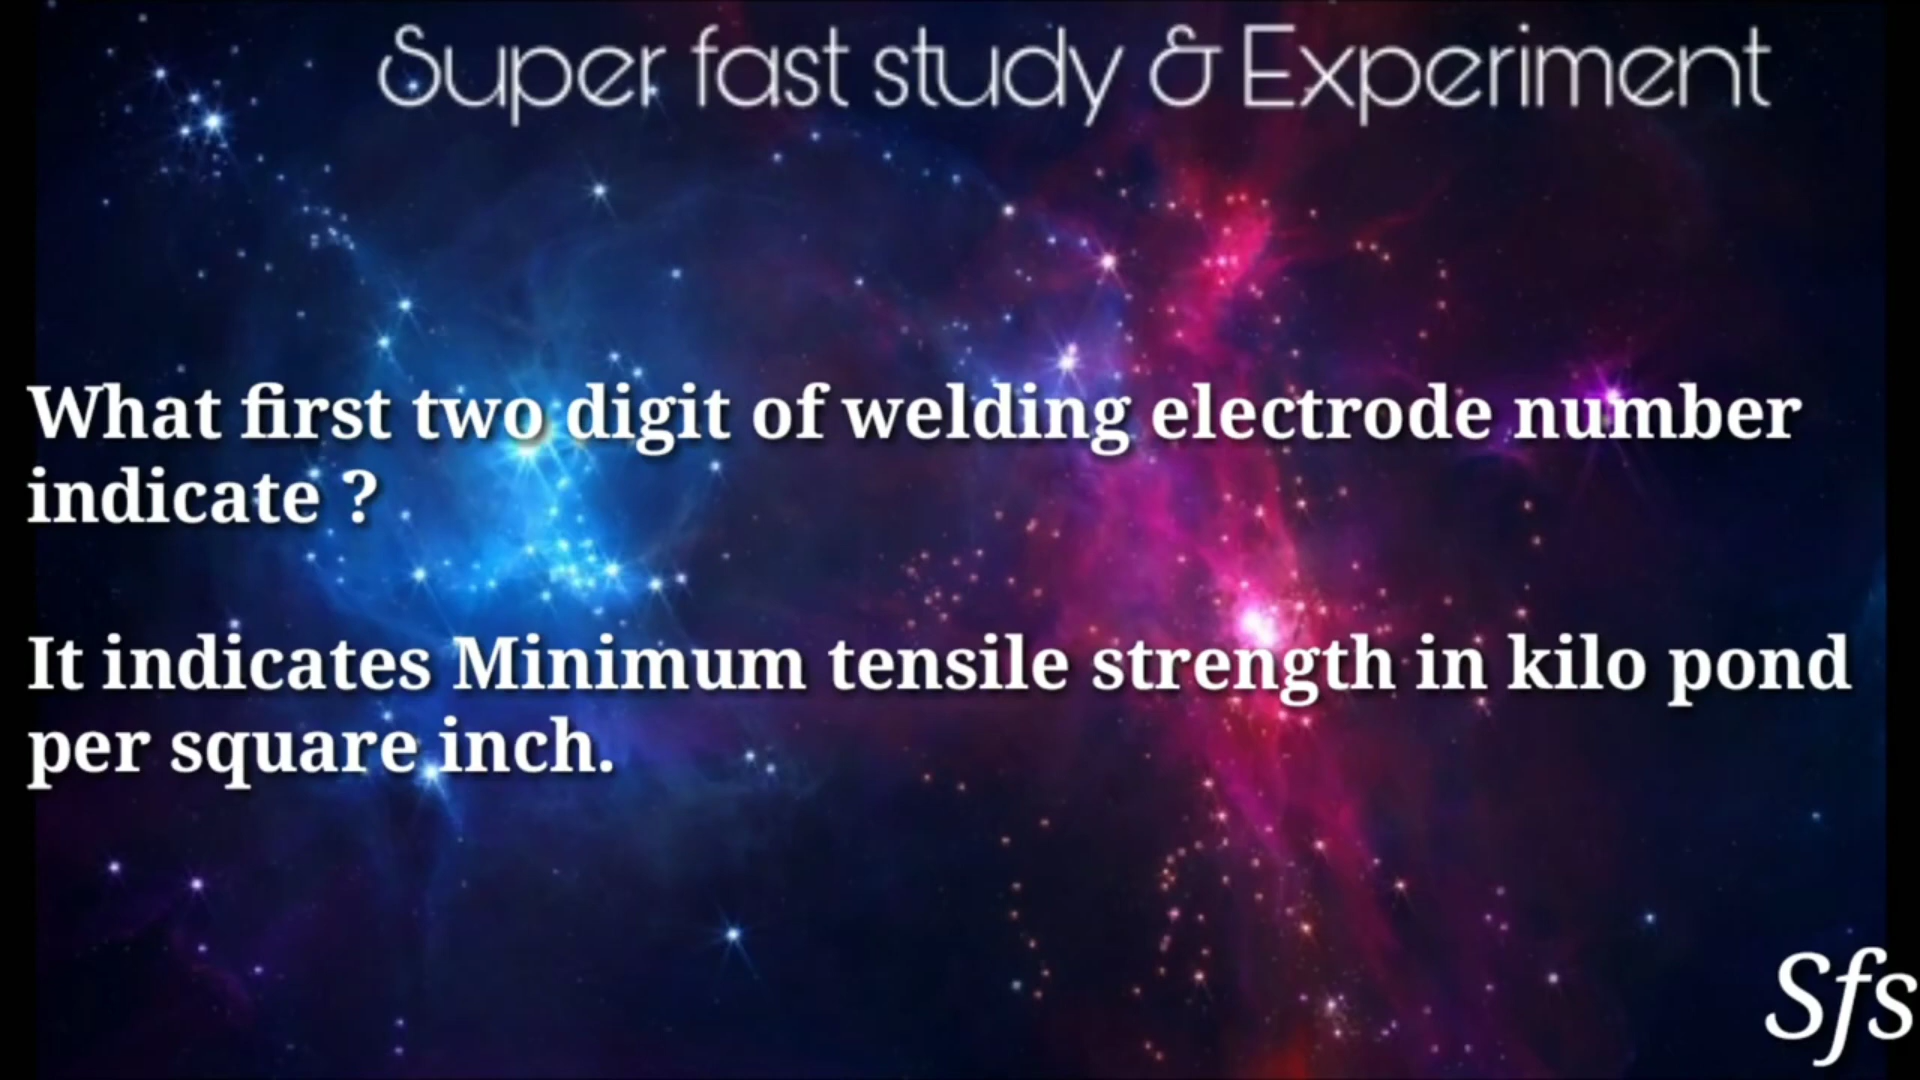 Super fast study & Experiment
What first two digit of welding electrode number
indicate ?
It indicates Minimum tensile strength in kilo pond
per square inch.
Sfs